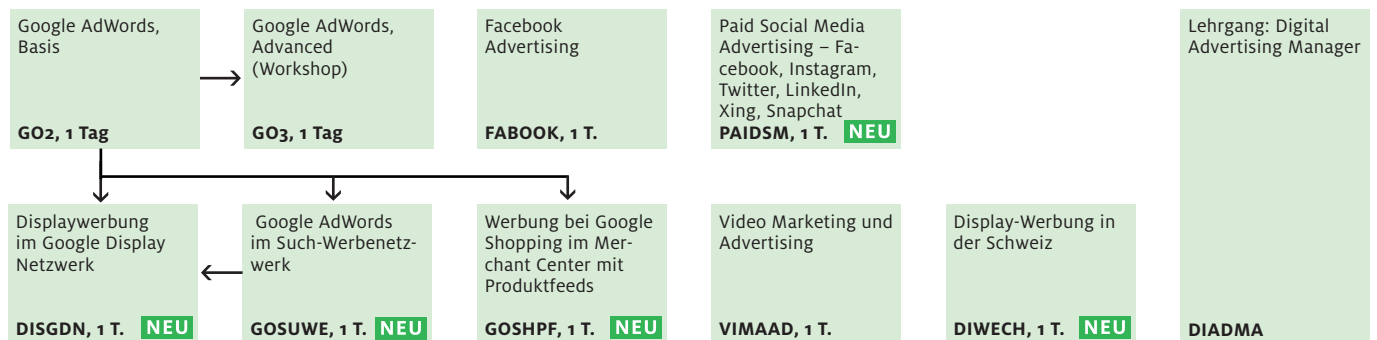 Google AdWords,
Basis
GO2, 1 Tag
Google AdWords,
Advanced
(Workshop)
GO3, 1 Tag
Facebook
Advertising
FABOOK, 1 T.
Paid Social Media
Advertising – Fa-
cebook, Instagram,
Twitter, LinkedIn,
Xing, Snapchat
PAIDSM, 1 T. NEU
Lehrgang: Digital
Advertising Manager
DIADMA
Displaywerbung
im Google Display
Netzwerk
DISGDN, 1 T. NEU
Google AdWords
im Such-Werbenetz-
werk
GOSUWE, 1 T. NEU
Werbung bei Google
Shopping im Mer-
chant Center mit
Produktfeeds
GOSHPF, 1 T. NEU
Video Marketing und
Advertising
VIMAAD, 1 T.
Display-Werbung in
der Schweiz
DIWECH, 1 T. NEU